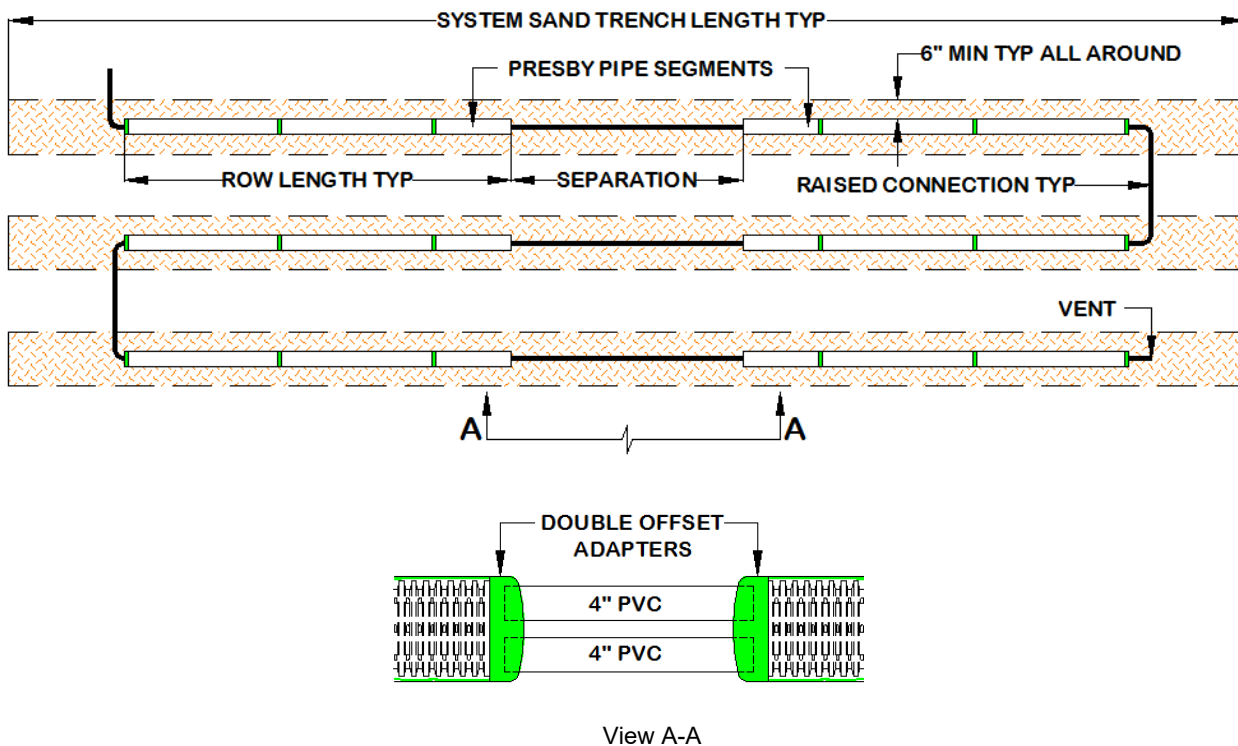 SYSTEM SAND TRENCH LENGTH TYP
6" MIN TYP ALL AROUND
PRESBY PIPE SEGMENTS
ROW LENGTH TYP
SEPARATION
RAISED CONNECTION TYP
VENT
A
A
DOUBLE OFFSET
ADAPTERS
4" PVC
4" PVC
View A-A